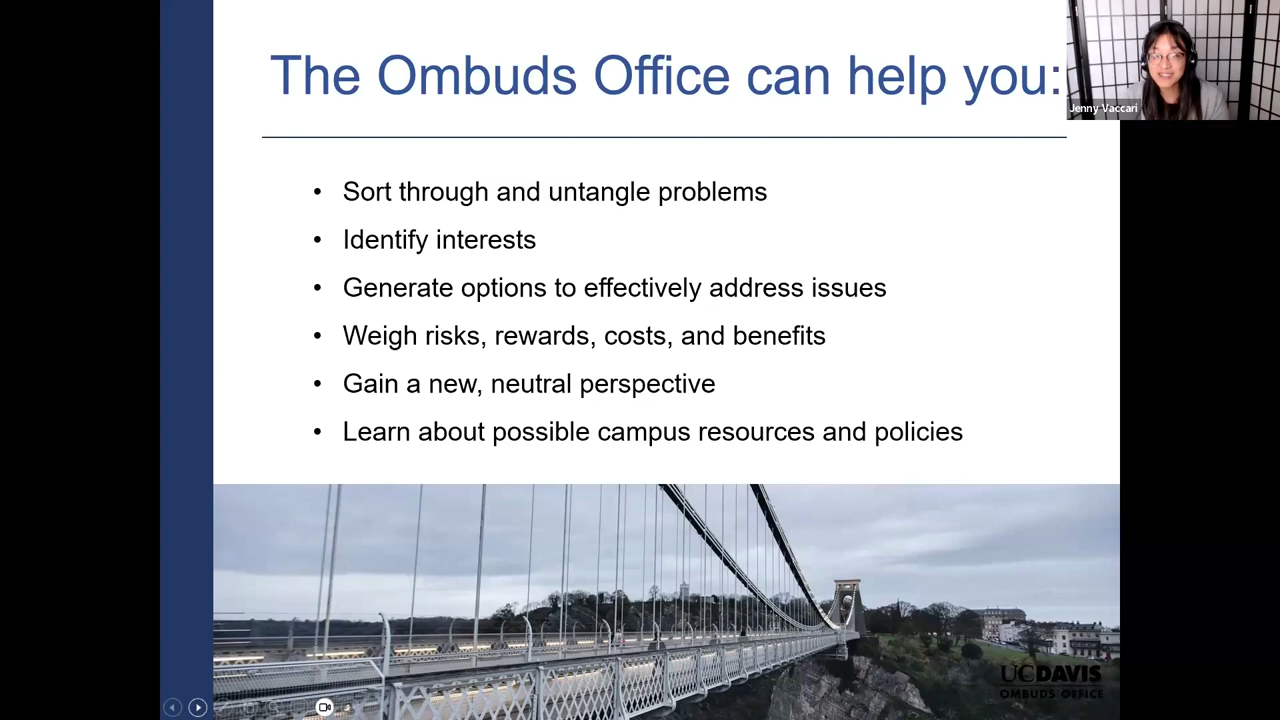 The Ombuds Office can help you:
Jenny Vaccari
• Sort through and untangle problems
• Identify interests
• Generate options to effectively address issues
• Weigh risks, rewards, costs, and benefits
• Gain a new, neutral perspective
• Learn about possible campus resources and policies
UCDAVIS
OMBUDS OFFICE